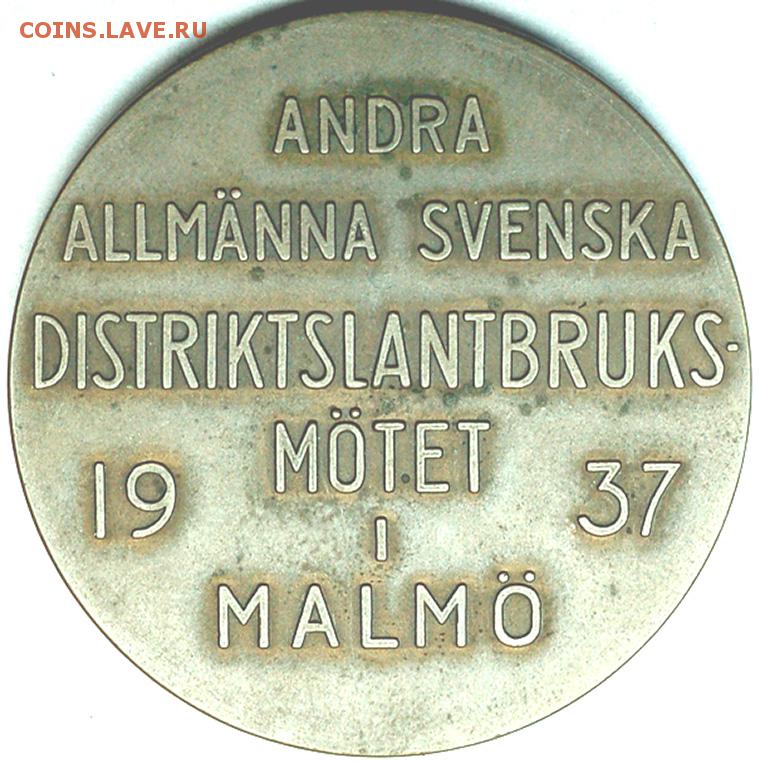 COINS.LAVE.RU
ANDRA
ALLMÄNNA SVENSKA
DISTRIKTSLANTBRUKS-
MÖTET
19 37
I
MALMÖ